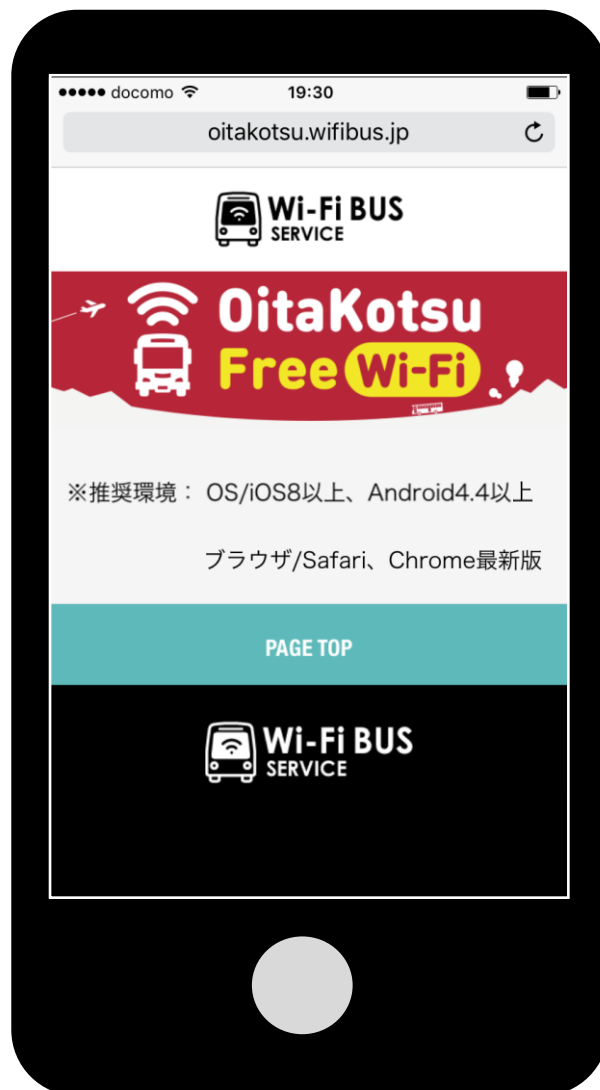 ●●●●● docomo 19:30
oitakotsu.wifibus.jp
Wi-Fi BUS
SERVICE
OitaKotsu
Free Wi-Fi
※推奨環境： OS/iOS8以上、Android4.4以上
ブラウザ/Safari、Chrome最新版
PAGE TOP
Wi-Fi BUS
SERVICE